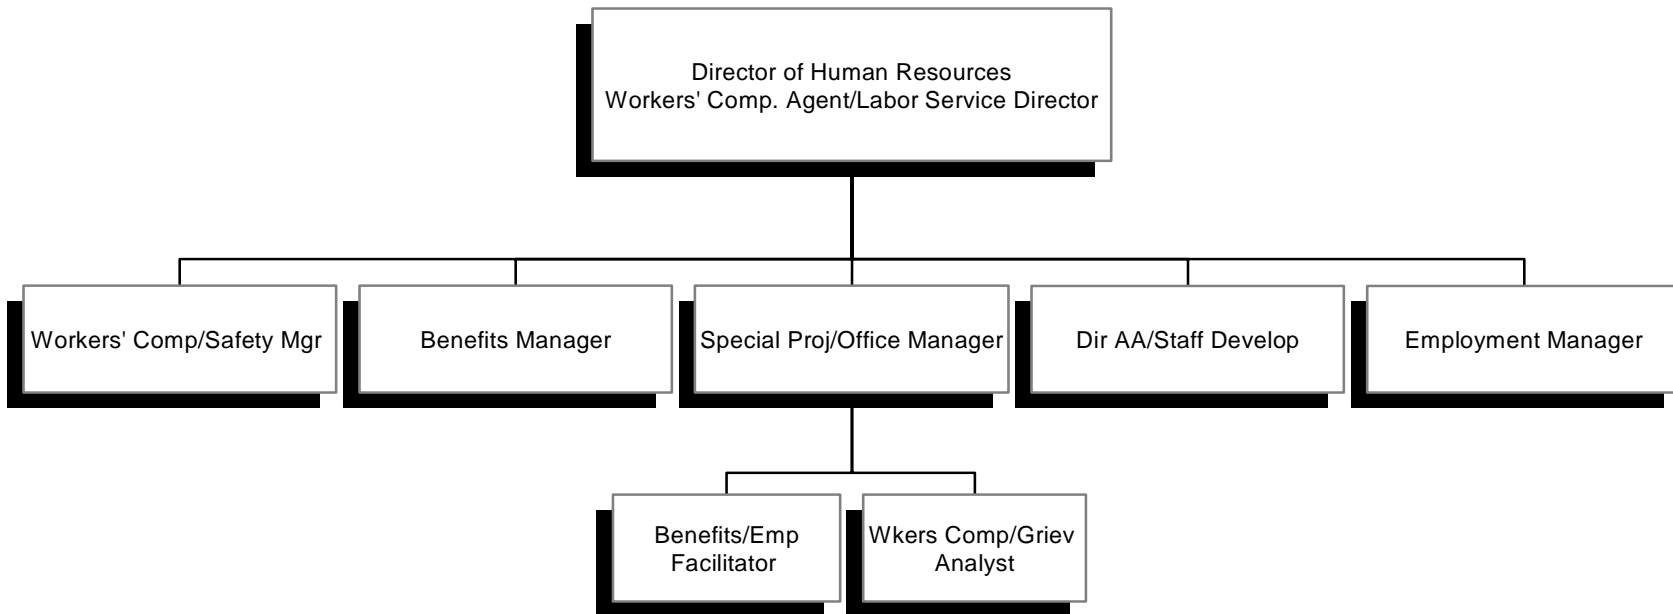 Director of Human Resources
Workers' Comp. Agent/Labor Service Director
Workers' Comp/Safety Mgr
Benefits Manager
Special Proj/Office Manager
Dir AA/Staff Develop
Employment Manager
Benefits/Emp
Facilitator
Wkers Comp/Griev
Analyst